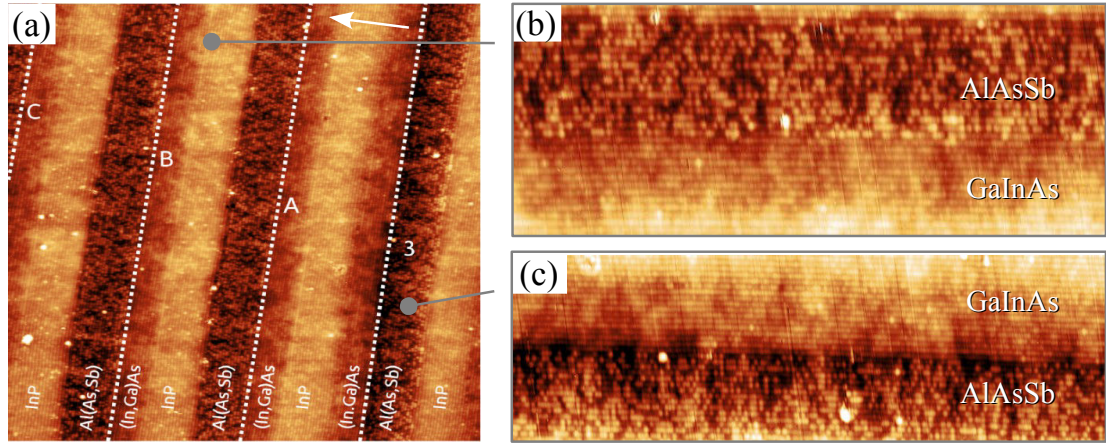 (a)
C
B
A
3
InP
Al(As,Sb)
(In,Ga)As
InP
Al(As,Sb)
(In,Ga)As
InP
(In,Ga)As
Al(As,Sb)
InP
(b)
AlAsSb
GaInAs
(c)
GaInAs
AlAsSb